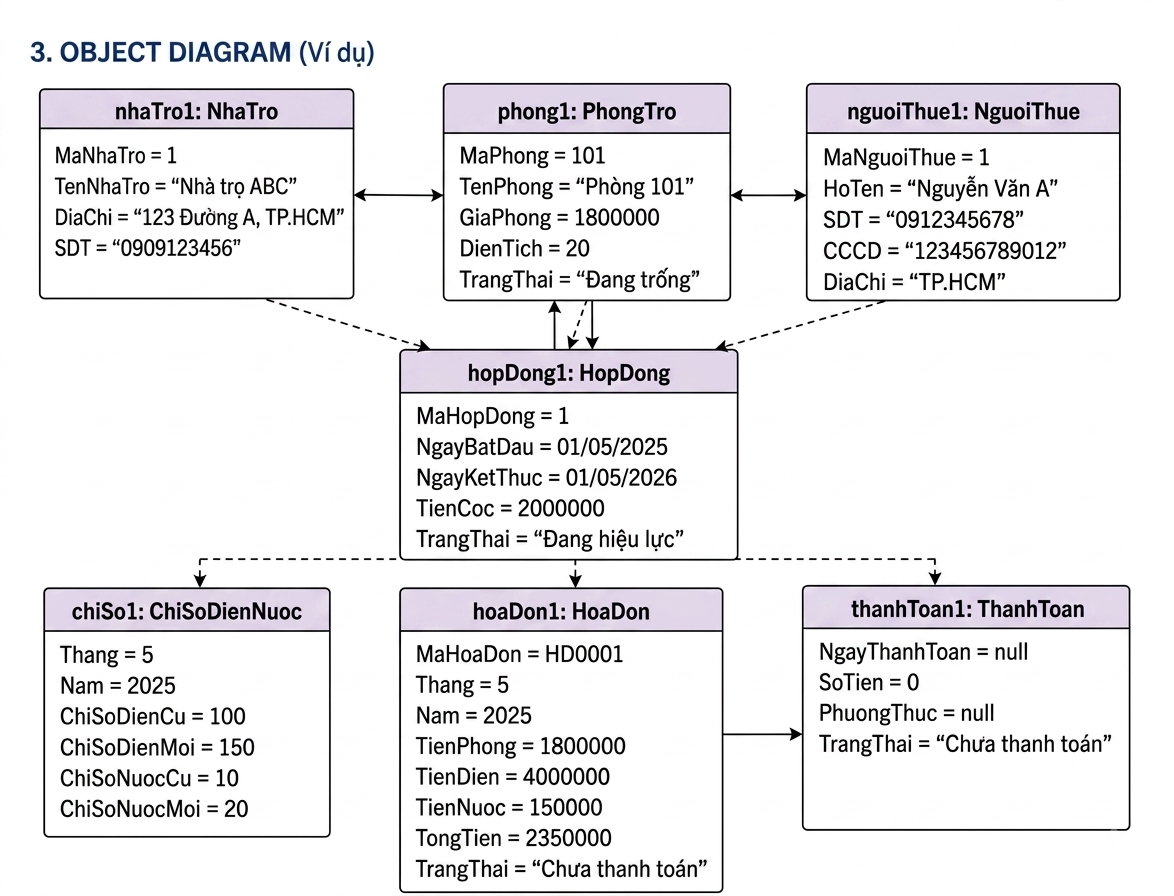 3. OBJECT DIAGRAM (Ví dụ)
nhaTro1: NhaTro
MaNhaTro = 1
TenNhaTro = “Nhà trọ ABC”
DiaChi = “123 Đường A, TP.HCM”
SDT = “0909123456”
phong1: PhongTro
MaPhong = 101
TenPhong = “Phòng 101”
GiaPhong = 1800000
DienTich = 20
TrangThai = “Đang trống”
nguoiThue1: NguoiThue
MaNguoiThue = 1
HoTen = “Nguyễn Văn A”
SDT = “0912345678”
CCCD = “123456789012”
DiaChi = “TP.HCM”
hopDong1: HopDong
MaHopDong = 1
NgayBatDau = 01/05/2025
NgayKetThuc = 01/05/2026
TienCoc = 2000000
TrangThai = “Đang hiệu lực”
chiSo1: ChiSoDienNuoc
Thang = 5
Nam = 2025
ChiSoDienCu = 100
ChiSoDienMoi = 150
ChiSoNuocCu = 10
ChiSoNuocMoi = 20
hoaDon1: HoaDon
MaHoaDon = HD0001
Thang = 5
Nam = 2025
TienPhong = 1800000
TienDien = 4000000
TienNuoc = 150000
TongTien = 2350000
TrangThai = “Chưa thanh toán”
thanhToan1: ThanhToan
NgayThanhToan = null
SoTien = 0
PhuongThuc = null
TrangThai = “Chưa thanh toán”